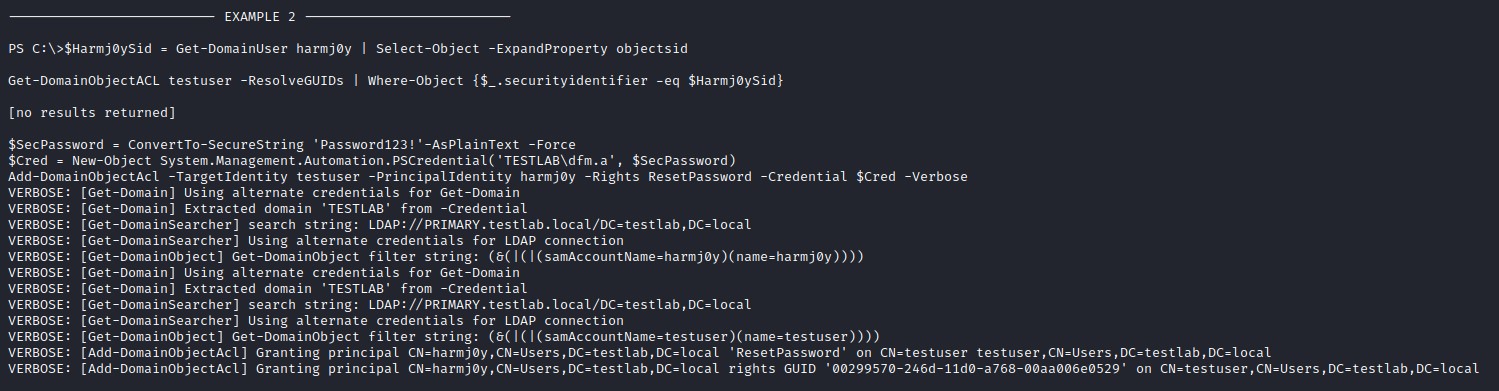 -------------------------- EXAMPLE 2 --------------------------
PS C:\>$Harmj0ySid = Get-DomainUser harmj0y | Select-Object -ExpandProperty objectsid
Get-DomainObjectACL testuser -ResolveGUIDs | Where-Object {$_.securityidentifier -eq $Harmj0ySid}
[no results returned]
$SecPassword = ConvertTo-SecureString 'Password123!'-AsPlainText -Force
$Cred = New-Object System.Management.Automation.PSCredential('TESTLAB\dfm.a', $SecPassword)
Add-DomainObjectAcl -TargetIdentity testuser -PrincipalIdentity harmj0y -Rights ResetPassword -Credential $Cred -Verbose
VERBOSE: [Get-Domain] Using alternate credentials for Get-Domain
VERBOSE: [Get-Domain] Extracted domain 'TESTLAB' from -Credential
VERBOSE: [Get-DomainSearcher] search string: LDAP://PRIMARY.testlab.local/DC=testlab,DC=local
VERBOSE: [Get-DomainSearcher] Using alternate credentials for LDAP connection
VERBOSE: [Get-DomainObject] Get-DomainObject filter string: (&(|(|(samAccountName=harmj0y)(name=harmj0y))))
VERBOSE: [Get-Domain] Using alternate credentials for Get-Domain
VERBOSE: [Get-Domain] Extracted domain 'TESTLAB' from -Credential
VERBOSE: [Get-DomainSearcher] search string: LDAP://PRIMARY.testlab.local/DC=testlab,DC=local
VERBOSE: [Get-DomainSearcher] Using alternate credentials for LDAP connection
VERBOSE: [Get-DomainObject] Get-DomainObject filter string: (&(|(|(samAccountName=testuser)(name=testuser))))
VERBOSE: [Add-DomainObjectAcl] Granting principal CN=harmj0y,CN=Users,DC=testlab,DC=local 'ResetPassword' on CN=testuser testuser,CN=Users,DC=testlab,DC=local
VERBOSE: [Add-DomainObjectAcl] Granting principal CN=harmj0y,CN=Users,DC=testlab,DC=local rights GUID '00299570-246d-11d0-a768-00aa006e0529' on CN=testuser,CN=Users,DC=testlab,DC=local